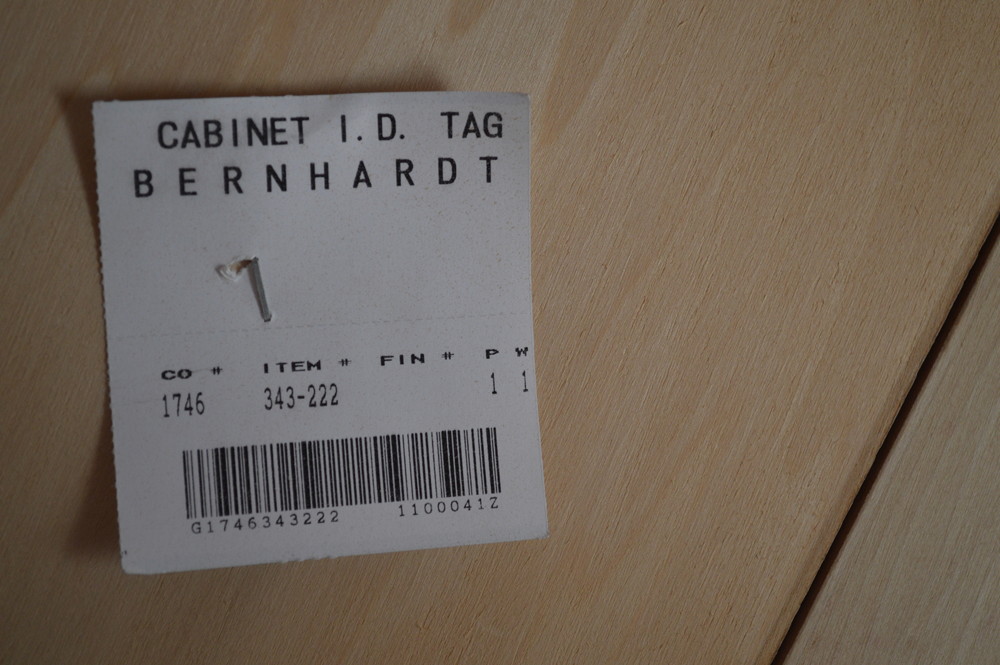 CABINET I.D. TAG
BERNHARDT
CO # ITEM # FIN # P W
1746 343-222 1 1
G1746343222 1100041Z